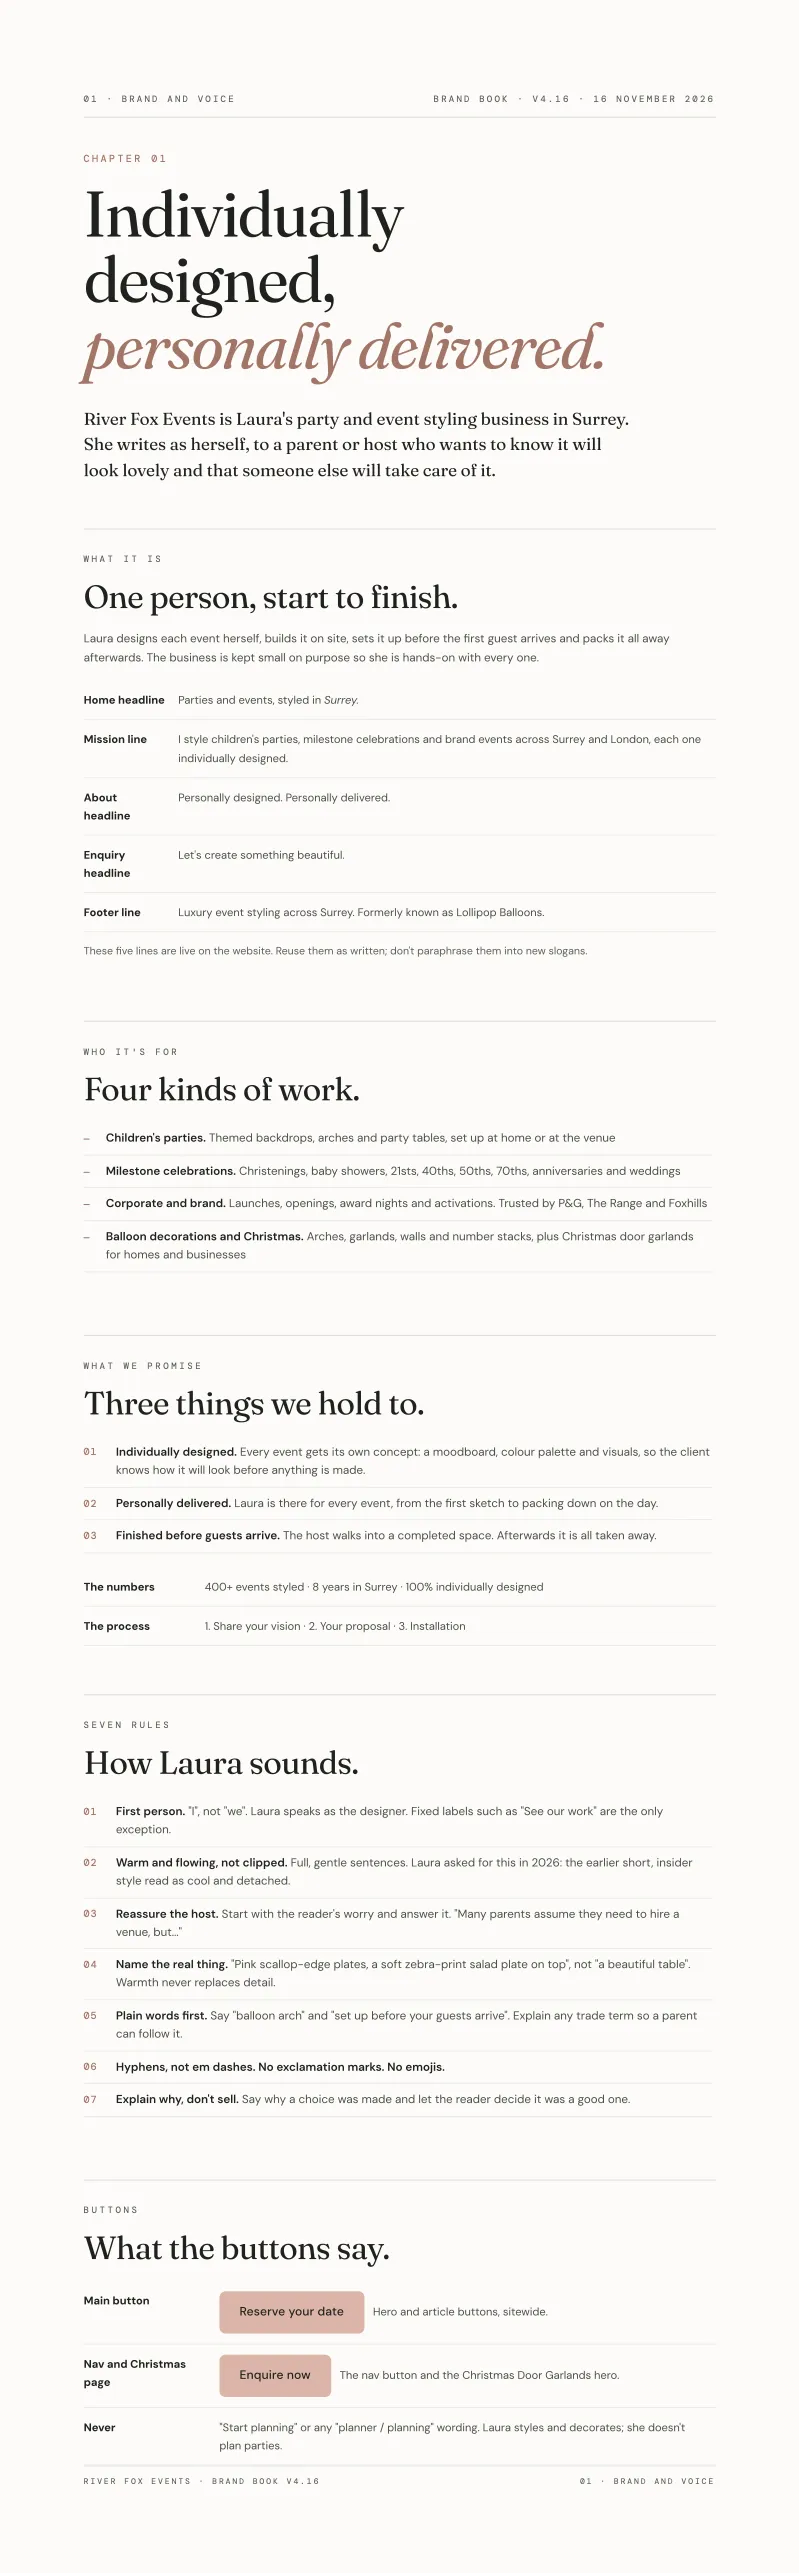 01 · BRAND AND VOICE
BRAND BOOK · V4.16 · 16 NOVEMBER 2026
CHAPTER 01
Individually
designed,
personally delivered.
River Fox Events is Laura's party and event styling business in Surrey.
She writes as herself, to a parent or host who wants to know it will
look lovely and that someone else will take care of it.
WHAT IT IS
One person, start to finish.
Laura designs each event herself, builds it on site, sets it up before the first guest arrives and packs it all away
afterwards. The business is kept small on purpose so she is hands-on with every one.
Home headline Parties and events, styled in Surrey.
Mission line I style children's parties, milestone celebrations and brand events across Surrey and London, each one
individually designed.
About
headline
Personally designed. Personally delivered.
Enquiry
headline
Let's create something beautiful.
Footer line Luxury event styling across Surrey. Formerly known as Lollipop Balloons.
These five lines are live on the website. Reuse them as written; don't paraphrase them into new slogans.
WHO IT'S FOR
Four kinds of work.
– Children's parties. Themed backdrops, arches and party tables, set up at home or at the venue
– Milestone celebrations. Christenings, baby showers, 21sts, 40ths, 50ths, 70ths, anniversaries and weddings
– Corporate and brand. Launches, openings, award nights and activations. Trusted by P&G, The Range and Foxhills
– Balloon decorations and Christmas. Arches, garlands, walls and number stacks, plus Christmas door garlands
for homes and businesses
WHAT WE PROMISE
Three things we hold to.
01 Individually designed. Every event gets its own concept: a moodboard, colour palette and visuals, so the client
knows how it will look before anything is made.
02 Personally delivered. Laura is there for every event, from the first sketch to packing down on the day.
03 Finished before guests arrive. The host walks into a completed space. Afterwards it is all taken away.
The numbers 400+ events styled · 8 years in Surrey · 100% individually designed
The process 1. Share your vision · 2. Your proposal · 3. Installation
SEVEN RULES
How Laura sounds.
01 First person. "I", not "we". Laura speaks as the designer. Fixed labels such as "See our work" are the only
exception.
02 Warm and flowing, not clipped. Full, gentle sentences. Laura asked for this in 2026: the earlier short, insider
style read as cool and detached.
03 Reassure the host. Start with the reader's worry and answer it. "Many parents assume they need to hire a
venue, but..."
04 Name the real thing. "Pink scallop-edge plates, a soft zebra-print salad plate on top", not "a beautiful table".
Warmth never replaces detail.
05 Plain words first. Say "balloon arch" and "set up before your guests arrive". Explain any trade term so a parent
can follow it.
06 Hyphens, not em dashes. No exclamation marks. No emojis.
07 Explain why, don't sell. Say why a choice was made and let the reader decide it was a good one.
BUTTONS
What the buttons say.
Main button Reserve your date Hero and article buttons, sitewide.
Nav and Christmas
page
Enquire now The nav button and the Christmas Door Garlands hero.
Never "Start planning" or any "planner / planning" wording. Laura styles and decorates; she doesn't
plan parties.
RIVER FOX EVENTS · BRAND BOOK V4.16
01 · BRAND AND VOICE